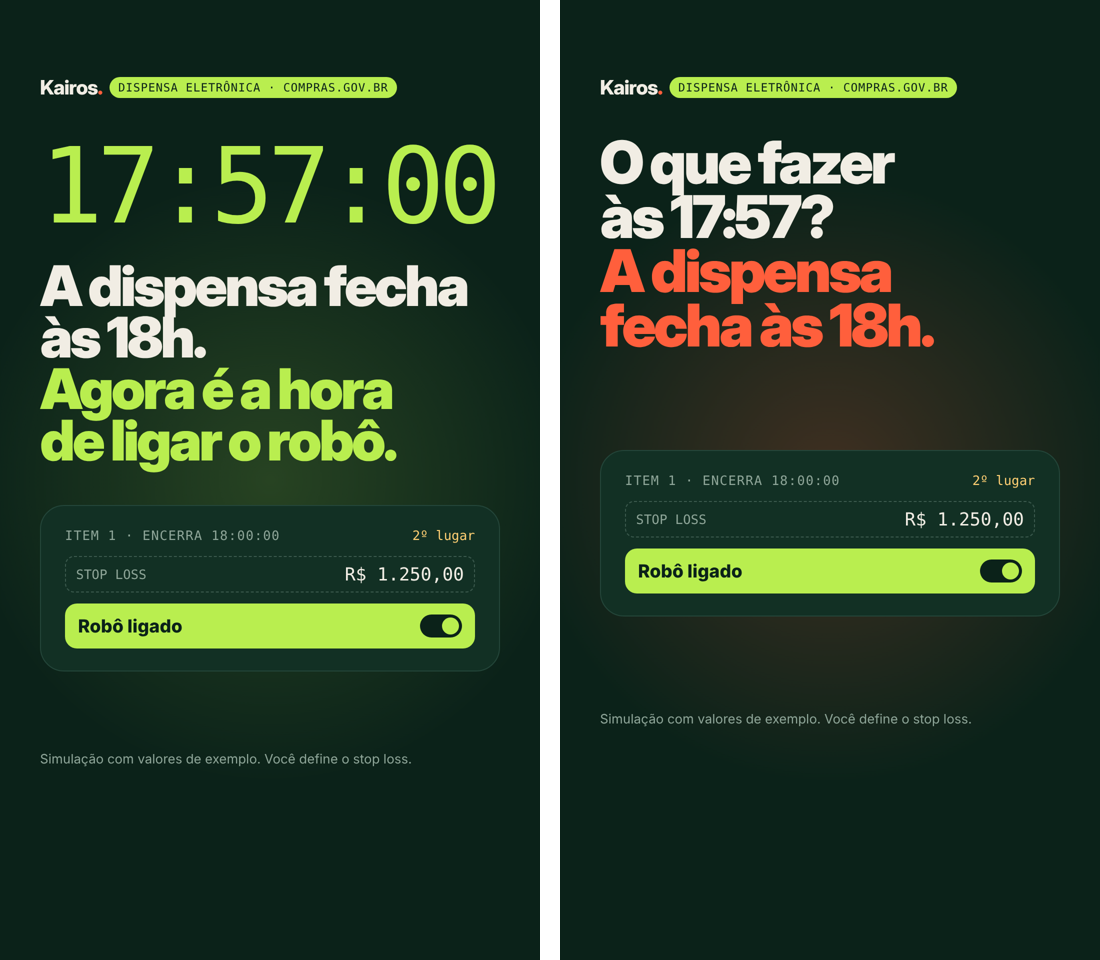 Kairos. DISPENSA ELETRÔNICA · COMPRAS.GOV.BR
17:57:00
A dispensa fecha
às 18h.
Agora é a hora
de ligar o robô.
ITEM 1 · ENCERRA 18:00:00 2º lugar
STOP LOSS R$ 1.250,00
Robô ligado
Simulação com valores de exemplo. Você define o stop loss.
Kairos. DISPENSA ELETRÔNICA · COMPRAS.GOV.BR
O que fazer
às 17:57?
A dispensa
fecha às 18h.
ITEM 1 · ENCERRA 18:00:00 2º lugar
STOP LOSS R$ 1.250,00
Robô ligado
Simulação com valores de exemplo. Você define o stop loss.